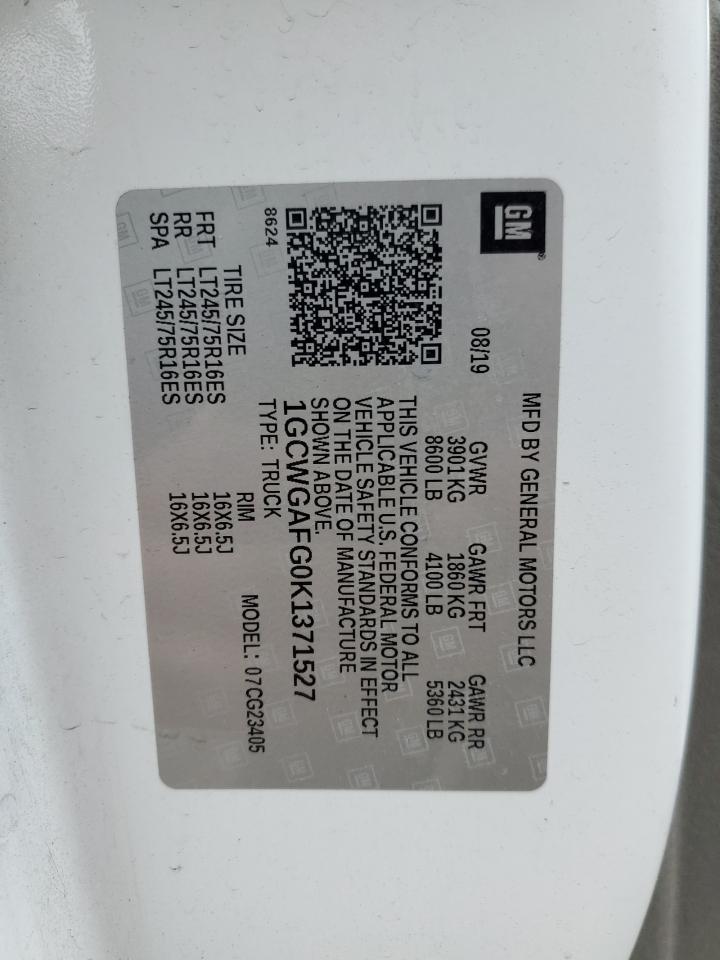 GM
MFD BY GENERAL MOTORS LLC
08/19
GVWR GAWR FRT GAWR RR
3901 KG 1860 KG 2431 KG
8600 LB 4100 LB 5360 LB
THIS VEHICLE CONFORMS TO ALL
APPLICABLE U.S. FEDERAL MOTOR
VEHICLE SAFETY STANDARDS IN EFFECT
ON THE DATE OF MANUFACTURE
SHOWN ABOVE.
1GCWGAFG0K1371527
TYPE: TRUCK MODEL: 07CG23405
8624
TIRE SIZE RIM
FRT LT245/75R16ES 16X6.5J
RR LT245/75R16ES 16X6.5J
SPA LT245/75R16ES 16X6.5J